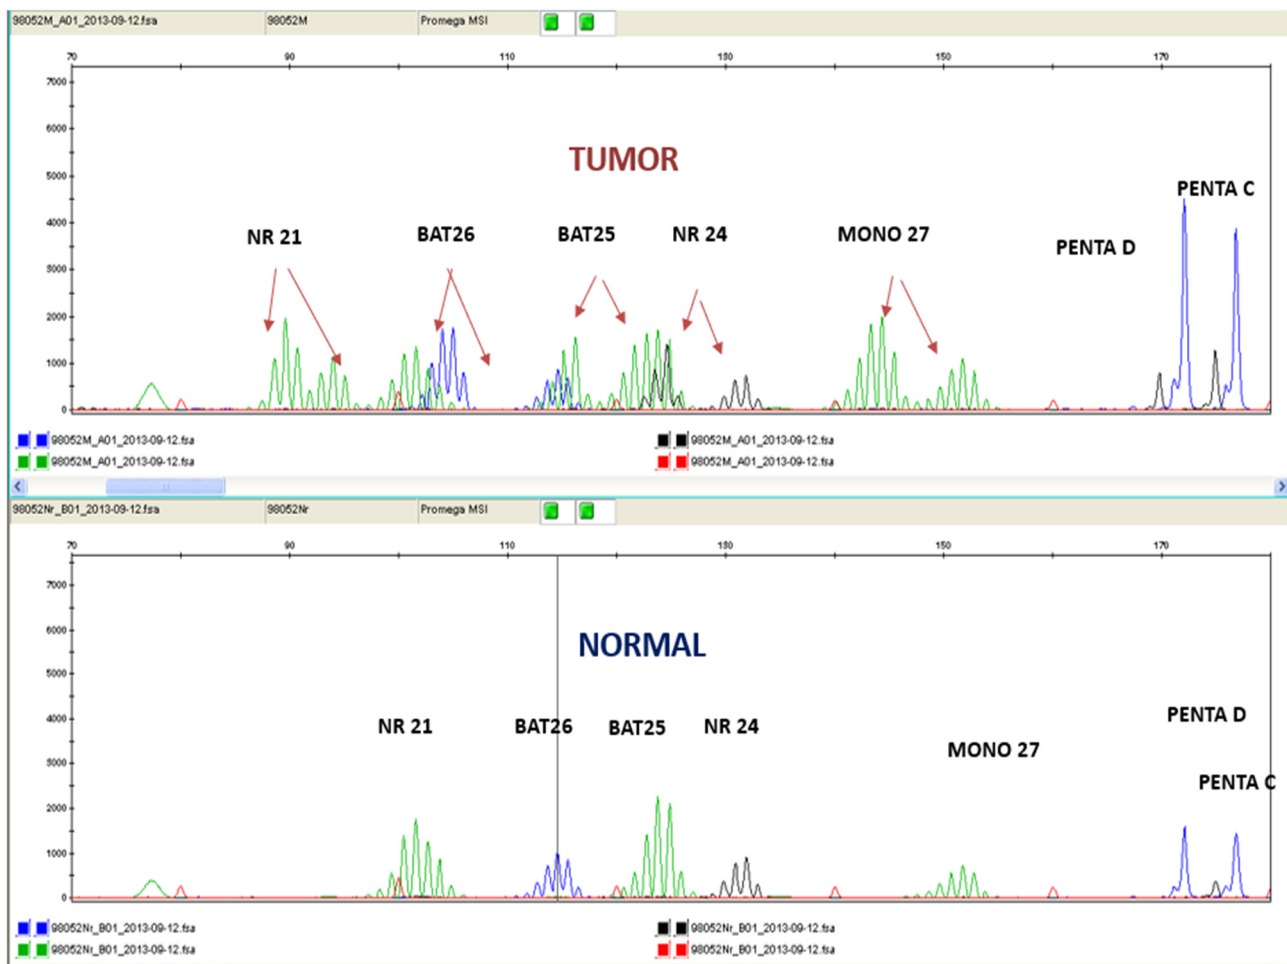 98052M_A01_2013-09-12.fsa 98052M Promega MSI
70 90 110 130 150 170
7000
6000
TUMOR
5000
PENTA C
4000
NR 21 BAT26 BAT25 NR 24 MONO 27
PENTA D
3000
2000
1000
0
98052M_A01_2013-09-12.fsa 98052M_A01_2013-09-12.fsa
98052M_A01_2013-09-12.fsa 98052M_A01_2013-09-12.fsa
98052Nr_B01_2013-09-12.fsa 98052Nr Promega MSI
70 90 110 130 150 170
7000
6000
NORMAL
5000
4000
PENTA D
NR 21 BAT26 BAT25 NR 24
MONO 27
3000
PENTA C
2000
1000
0
98052Nr_B01_2013-09-12.fsa 98052Nr_B01_2013-09-12.fsa
98052Nr_B01_2013-09-12.fsa 98052Nr_B01_2013-09-12.fsa